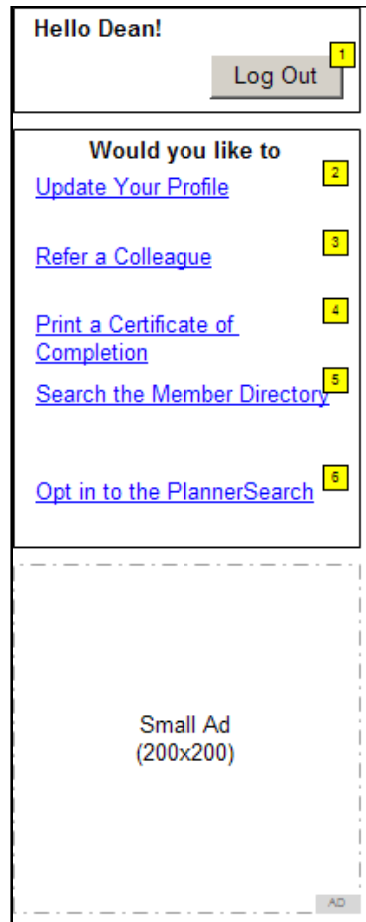 Hello Dean!
1
Log Out
Would you like to
2
Update Your Profile
3
Refer a Colleague
4
Print a Certificate of
Completion
5
Search the Member Directory
6
Opt in to the PlannerSearch
Small Ad
(200x200)
AD